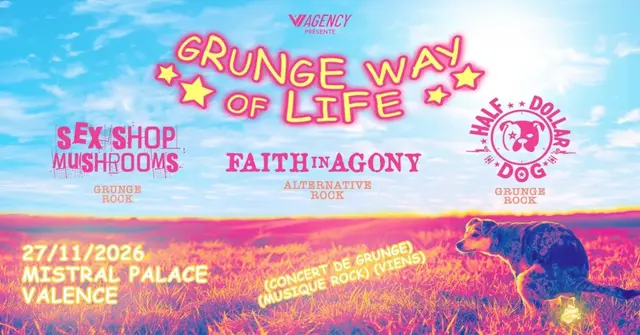 WAGENCY
PRÉSENTE
GRUNGE WAY
OF LIFE
SEX SHOP
MUSHROOMS
GRUNGE
ROCK
FAITH IN AGONY
ALTERNATIVE
ROCK
HALF DOLLAR
DOG
GRUNGE
ROCK
27/11/2026
MISTRAL PALACE
VALENCE
(CONCERT DE GRUNGE)
(MUSIQUE ROCK) (VIENS)